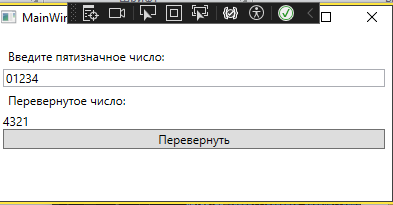 MainWin
Введите пятизначное число:
01234
Перевернутое число:
4321
Перевернуть